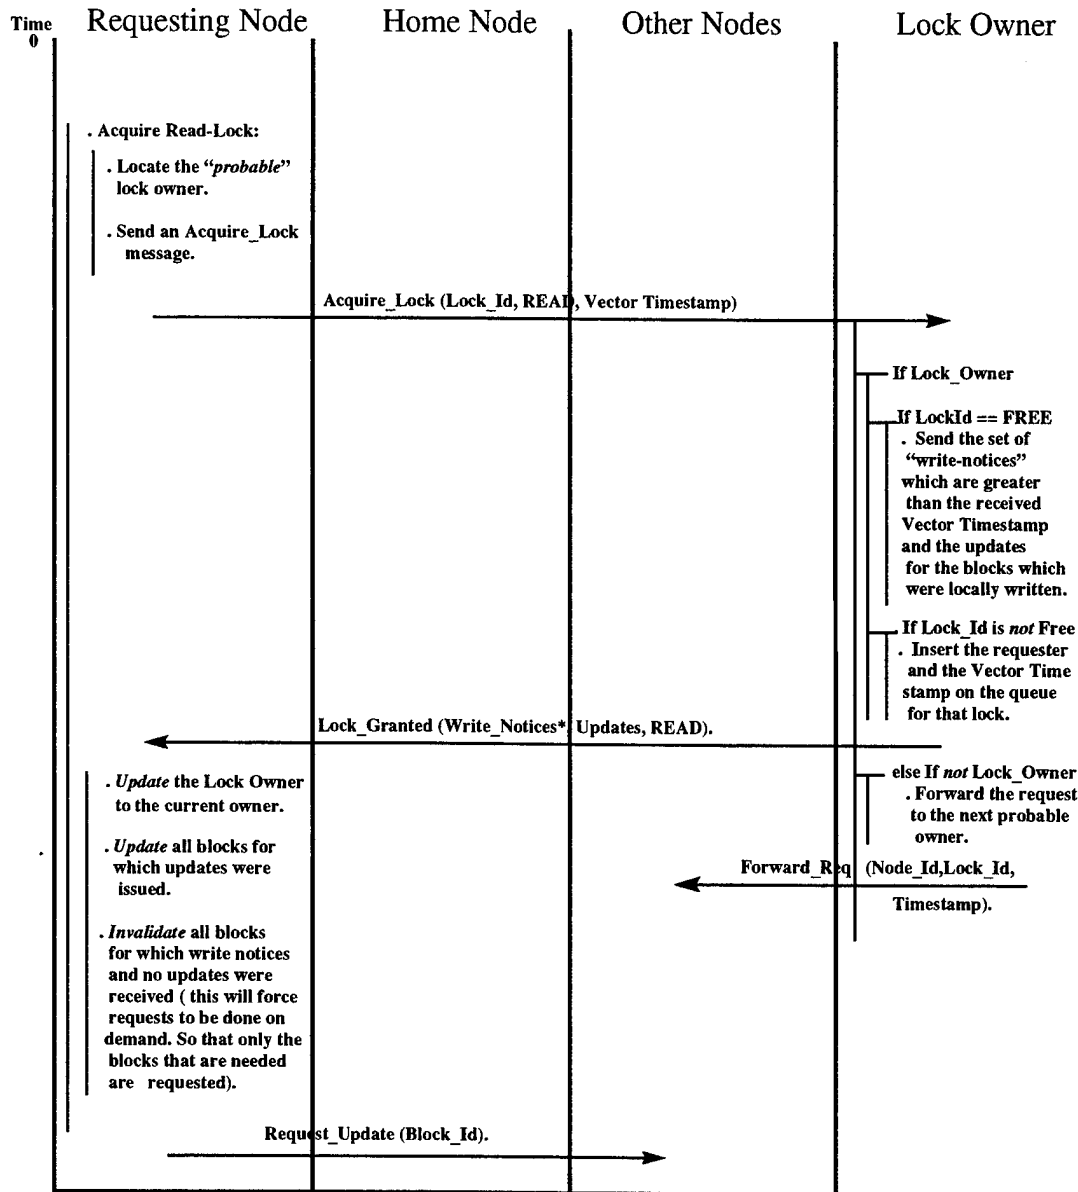 Time
0
Requesting Node
Home Node
Other Nodes
Lock Owner
. Acquire Read-Lock:
. Locate the “probable”
lock owner.
. Send an Acquire_Lock
message.
Acquire_Lock (Lock_Id, READ, Vector Timestamp)
If Lock_Owner
If LockId == FREE
. Send the set of
“write-notices”
which are greater
than the received
Vector Timestamp
and the updates
for the blocks which
were locally written.
If Lock_Id is not Free
. Insert the requester
and the Vector Time
stamp on the queue
for that lock.
Lock_Granted (Write_Notices*, Updates, READ).
. Update the Lock Owner
to the current owner.
. Update all blocks for
which updates were
issued.
. Invalidate all blocks
for which write notices
and no updates were
received ( this will force
requests to be done on
demand. So that only the
blocks that are needed
are requested).
else If not Lock_Owner
. Forward the request
to the next probable
owner.
Forward_Req (Node_Id,Lock_Id,
Timestamp).
Request_Update (Block_Id).